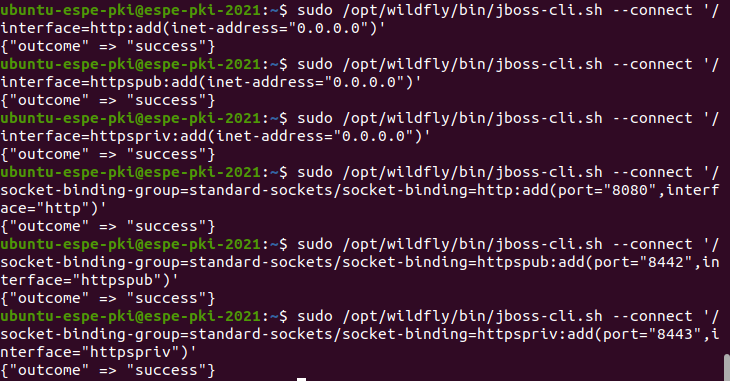 ubuntu-espe-pki@espe-pki-2021:~$ sudo /opt/wildfly/bin/jboss-cli.sh --connect '/
interface=http:add(inet-address="0.0.0.0")'
{"outcome" => "success"}
ubuntu-espe-pki@espe-pki-2021:~$ sudo /opt/wildfly/bin/jboss-cli.sh --connect '/
interface=httpspub:add(inet-address="0.0.0.0")'
{"outcome" => "success"}
ubuntu-espe-pki@espe-pki-2021:~$ sudo /opt/wildfly/bin/jboss-cli.sh --connect '/
interface=httpspriv:add(inet-address="0.0.0.0")'
{"outcome" => "success"}
ubuntu-espe-pki@espe-pki-2021:~$ sudo /opt/wildfly/bin/jboss-cli.sh --connect '/
socket-binding-group=standard-sockets/socket-binding=http:add(port="8080",interf
ace="http")'
{"outcome" => "success"}
ubuntu-espe-pki@espe-pki-2021:~$ sudo /opt/wildfly/bin/jboss-cli.sh --connect '/
socket-binding-group=standard-sockets/socket-binding=httpspub:add(port="8442",in
terface="httpspub")'
{"outcome" => "success"}
ubuntu-espe-pki@espe-pki-2021:~$ sudo /opt/wildfly/bin/jboss-cli.sh --connect '/
socket-binding-group=standard-sockets/socket-binding=httpspriv:add(port="8443",i
nterface="httpspriv")'
{"outcome" => "success"}